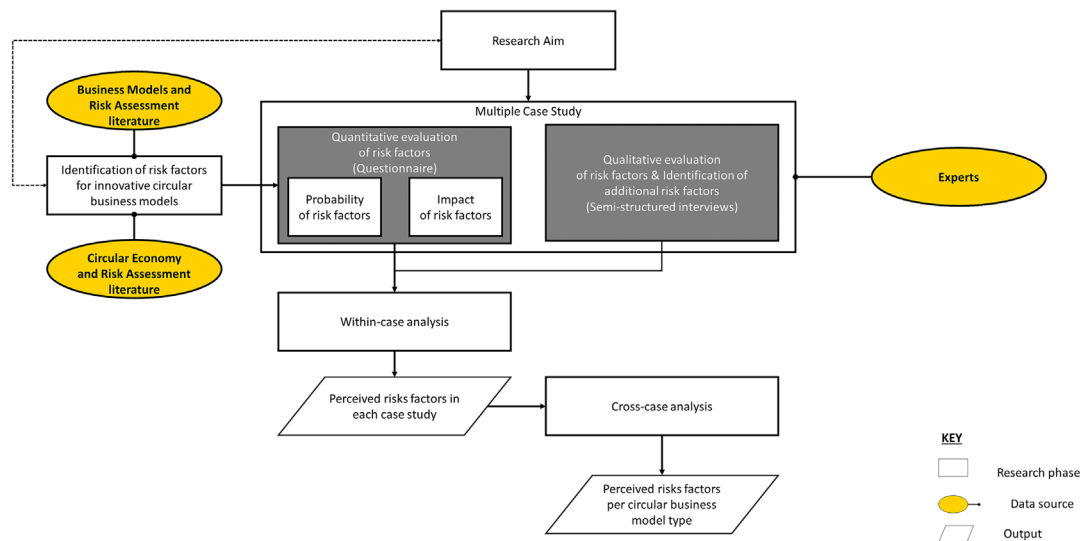 Research Aim
Business Models and
Risk Assessment
literature
Multiple Case Study
Quantitative evaluation
of risk factors
(Questionnaire)
Qualitative evaluation
of risk factors & Identification of
additional risk factors
(Semi-structured interviews)
Identification of risk factors
for innovative circular
business models
Experts
Probability
of risk factors
Impact
of risk factors
Circular Economy
and Risk Assessment
literature
Within-case analysis
Perceived risks factors in
each case study
Cross-case analysis
KEY
Research phase
Perceived risks factors
per circular business
model type
Data source
Output